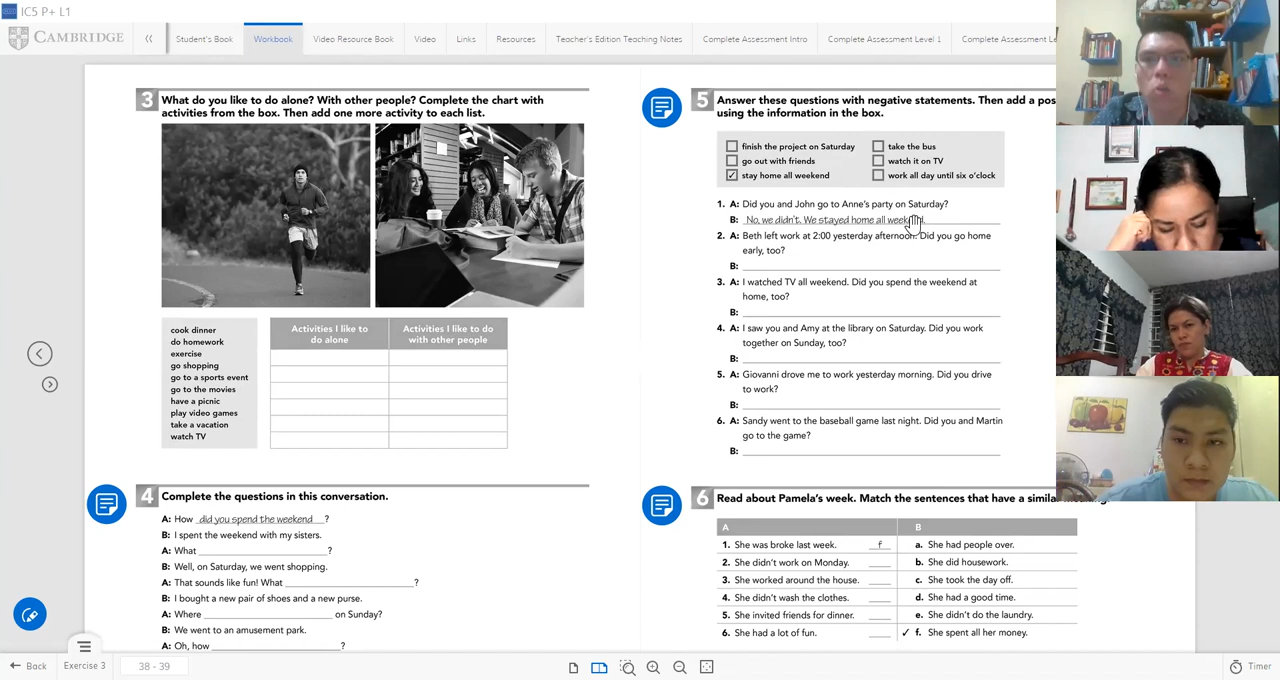 IC5 P+ L1
CAMBRIDGE
Student's Book
Workbook
Video Resource Book
Video
Links
Resources
Teacher's Edition Teaching Notes
Complete Assessment Intro
Complete Assessment Level 1
Complete Assessment Le
3 What do you like to do alone? With other people? Complete the chart with
activities from the box. Then add one more activity to each list.
cook dinner
do homework
exercise
go shopping
go to a sports event
go to the movies
have a picnic
play video games
take a vacation
watch TV
Activities I like to
do alone
Activities I like to do
with other people
4 Complete the questions in this conversation.
A: How did you spend the weekend ?
B: I spent the weekend with my sisters.
A: What ?
B: Well, on Saturday, we went shopping.
A: That sounds like fun! What ?
B: I bought a new pair of shoes and a new purse.
A: Where on Sunday?
B: We went to an amusement park.
A: Oh, how ?
5 Answer these questions with negative statements. Then add a pos
using the information in the box.
finish the project on Saturday
go out with friends
✓ stay home all weekend
take the bus
watch it on TV
work all day until six o'clock
1. A: Did you and John go to Anne's party on Saturday?
B: No, we didn't. We stayed home all weekend.
2. A: Beth left work at 2:00 yesterday afternoon. Did you go home
early, too?
B:
3. A: I watched TV all weekend. Did you spend the weekend at
home, too?
B:
4. A: I saw you and Amy at the library on Saturday. Did you work
together on Sunday, too?
B:
5. A: Giovanni drove me to work yesterday morning. Did you drive
to work?
B:
6. A: Sandy went to the baseball game last night. Did you and Martin
go to the game?
B:
6 Read about Pamela's week. Match the sentences that have a similar meaning.
A
B
1. She was broke last week. f
a. She had people over.
2. She didn't work on Monday.
b. She did housework.
3. She worked around the house.
c. She took the day off.
4. She didn't wash the clothes.
d. She had a good time.
5. She invited friends for dinner.
e. She didn't do the laundry.
6. She had a lot of fun.
✓ f. She spent all her money.
Back
Exercise 3
38 - 39
Timer